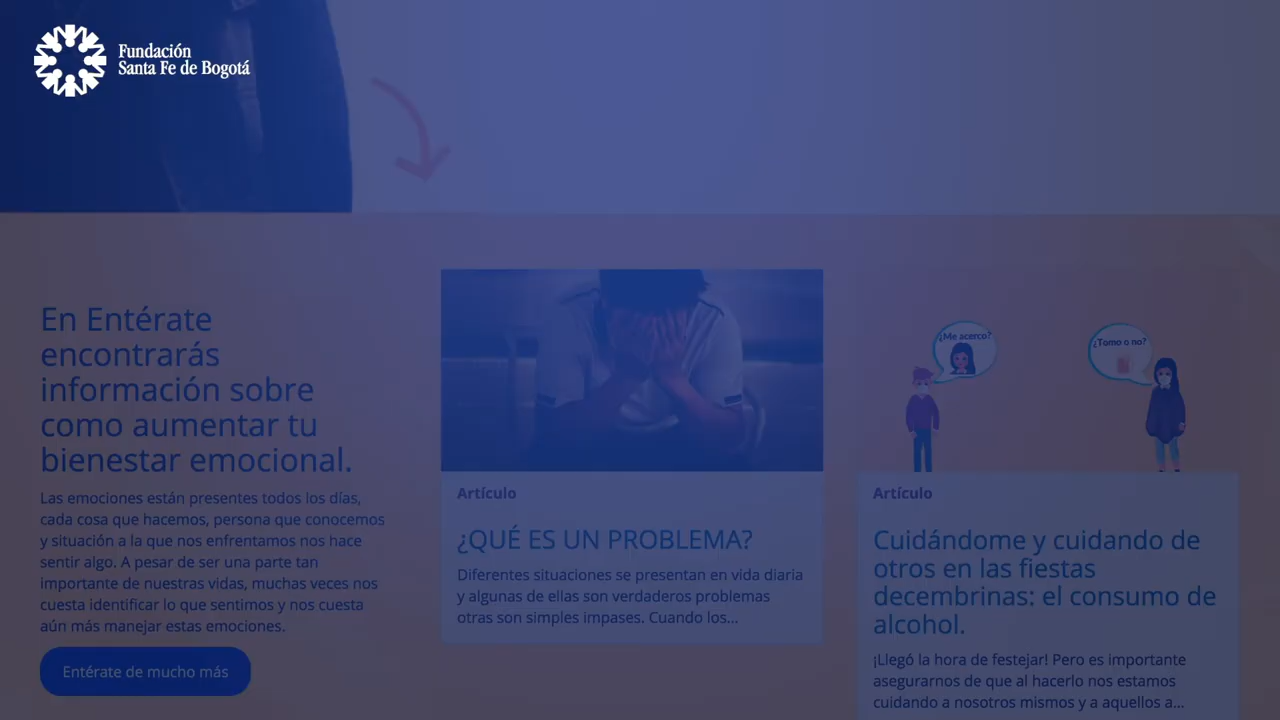 Fundación
Santa Fe de Bogotá
En Entérate
encontrarás
información sobre
como aumentar tu
bienestar emocional.
Las emociones están presentes todos los días,
cada cosa que hacemos, persona que conocemos
y situación a la que nos enfrentamos nos hace
sentir algo. A pesar de ser una parte tan
importante de nuestras vidas, muchas veces nos
cuesta identificar lo que sentimos y nos cuesta
aún más manejar estas emociones.
Entérate de mucho más
Artículo
¿QUÉ ES UN PROBLEMA?
Diferentes situaciones se presentan en vida diaria
y algunas de ellas son verdaderos problemas
otras son simples impases. Cuando los...
¿Me acerco?
¿Tomo o no?
Artículo
Cuidándome y cuidando de
otros en las fiestas
decembrinas: el consumo de
alcohol.
¡Llegó la hora de festejar! Pero es importante
asegurarnos de que al hacerlo nos estamos
cuidando a nosotros mismos y a aquellos a...